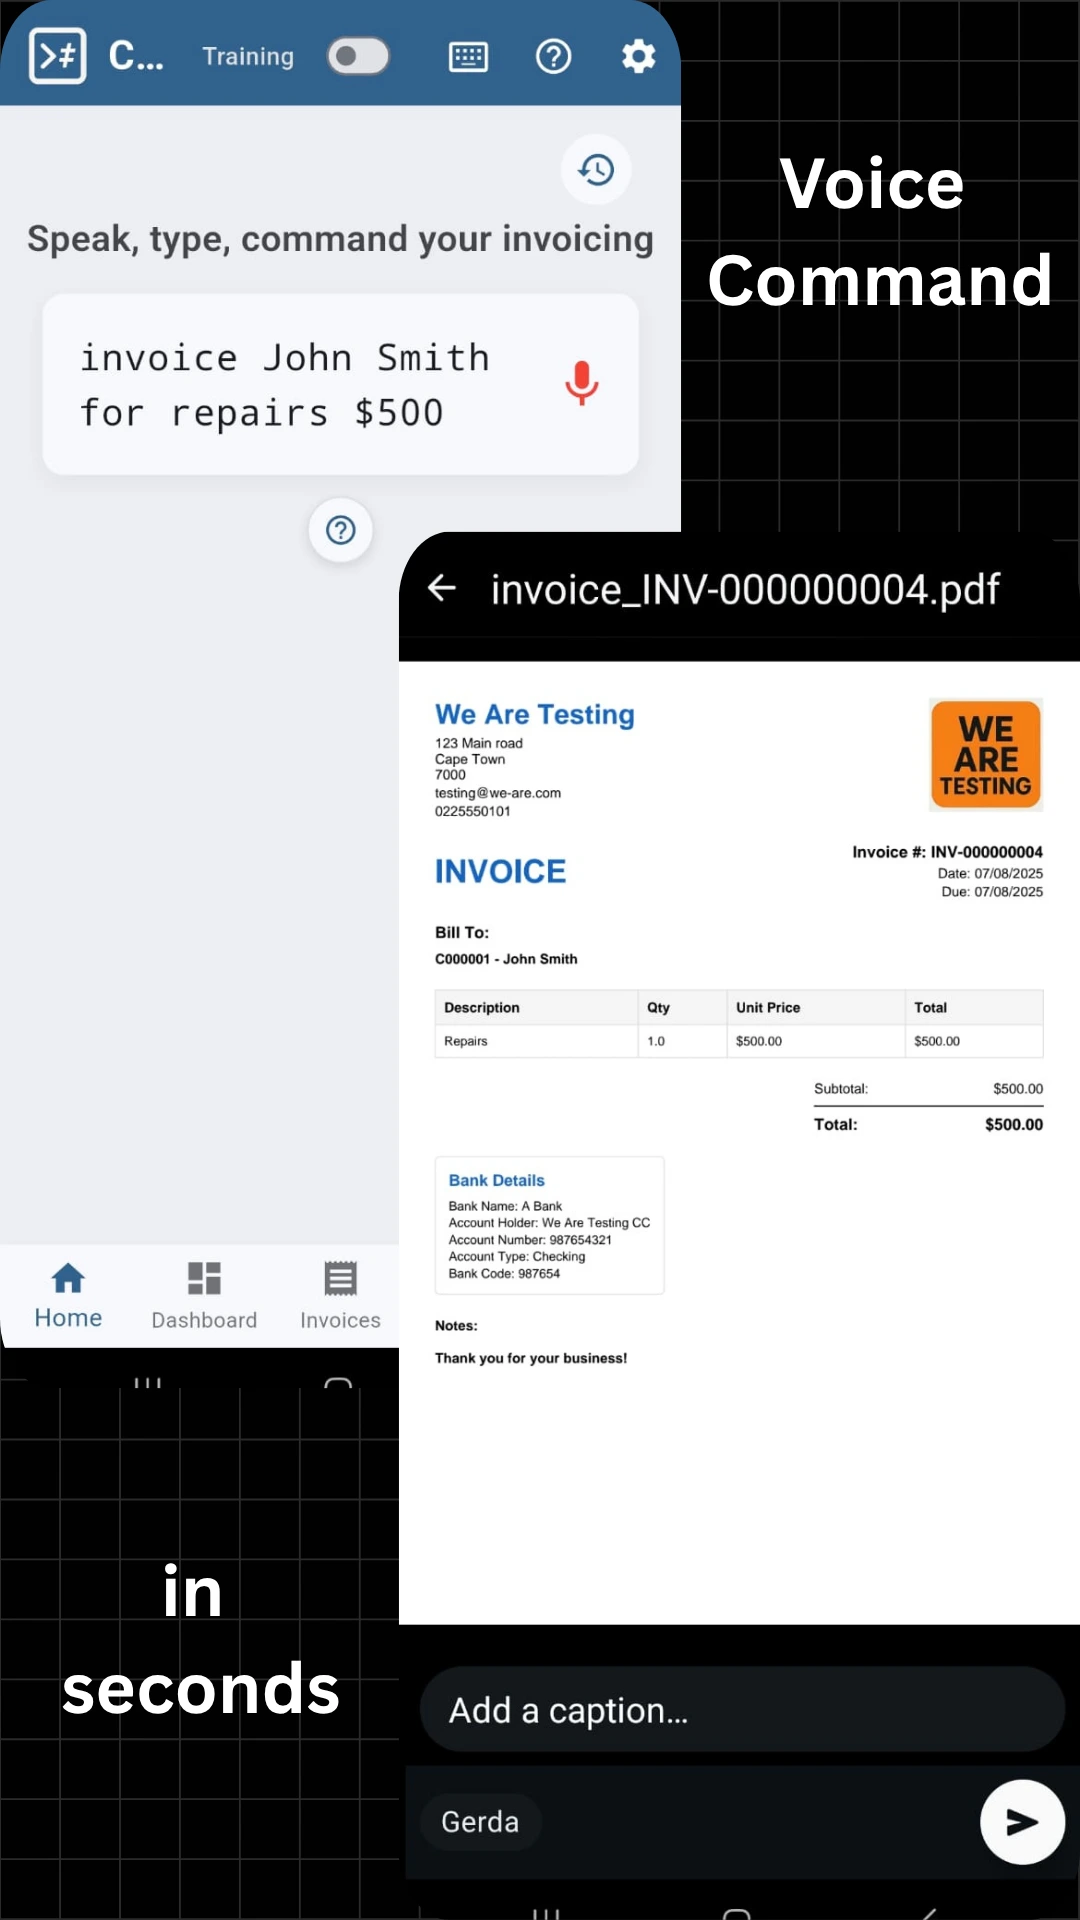 C...
Training
Speak, type, command your invoicing
invoice John Smith
for repairs $500
Home
Dashboard
Invoices
Voice
Command
invoice_INV-000000004.pdf
We Are Testing
123 Main road
Cape Town
7000
testing@we-are.com
0225550101
WE
ARE
TESTING
INVOICE
Invoice #: INV-000000004
Date: 07/08/2025
Due: 07/08/2025
Bill To:
C000001 - John Smith
Description Qty Unit Price Total
Repairs 1.0 $500.00 $500.00
Subtotal: $500.00
Total: $500.00
Bank Details
Bank Name: A Bank
Account Holder: We Are Testing CC
Account Number: 987654321
Account Type: Checking
Bank Code: 987654
Notes:
Thank you for your business!
in
seconds
Add a caption...
Gerda